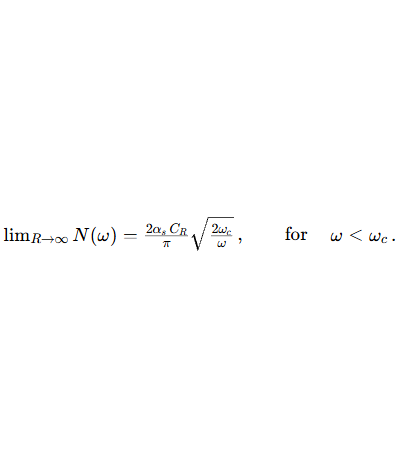 lim_{R→∞} N(ω) = \frac{2α_s C_R}{π} \sqrt{\frac{2ω_c}{ω}} , for ω < ω_c .